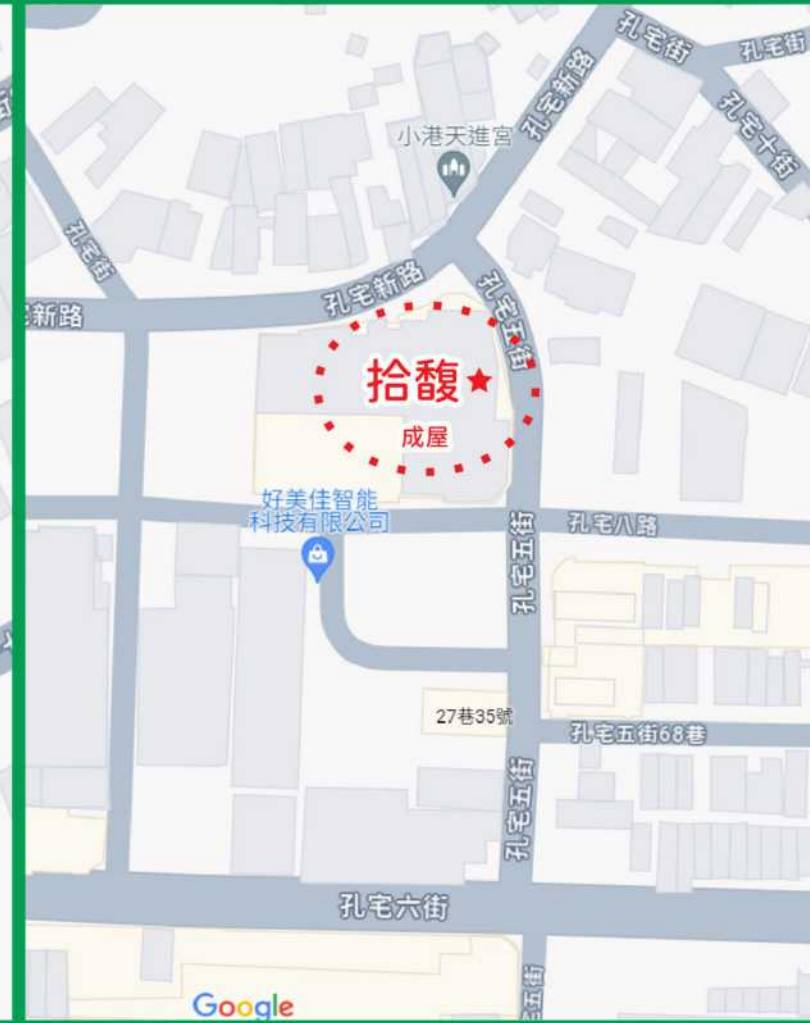 孔宅街
孔宅街
孔宅新路
孔宅十街
小港天進宮
孔宅街
孔宅新路
孔宅五街
新路
拾馥
成屋
好美佳智能
科技有限公司
孔宅五街
孔宅八路
27巷35號
孔宅五街68巷
孔宅五街
孔宅六街
五街
Google